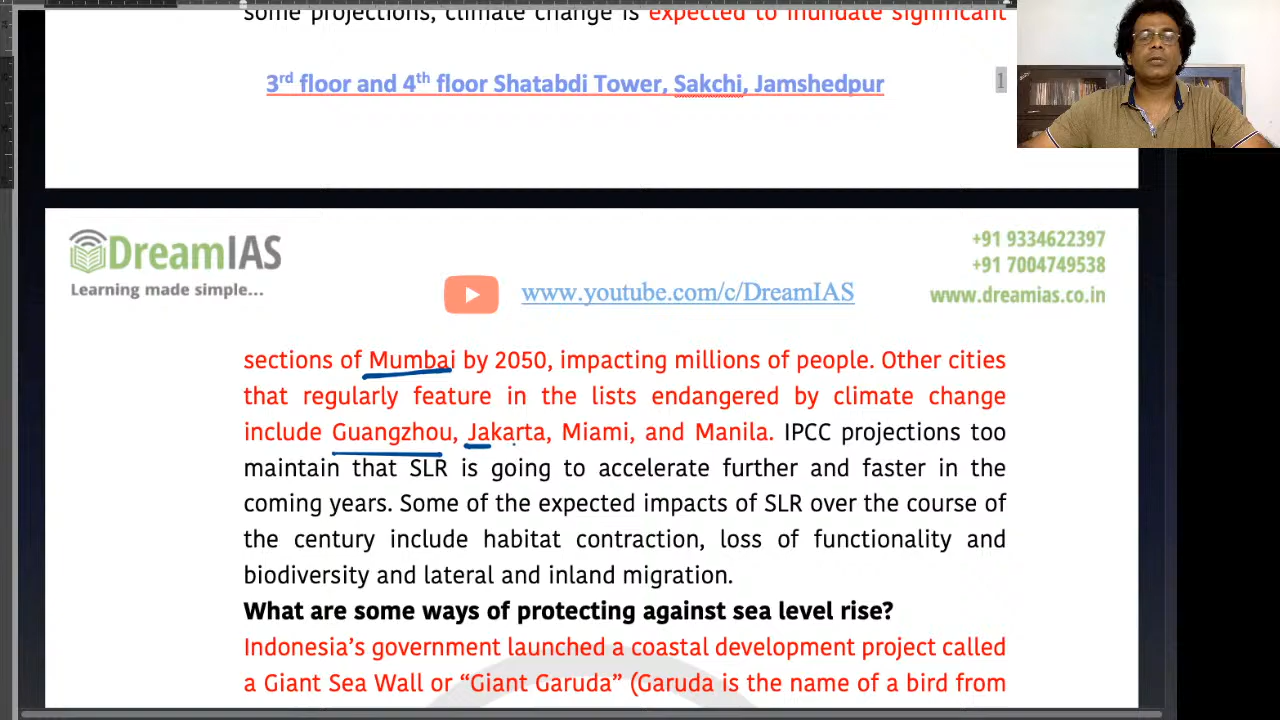 some projections, climate change is expected to inundate significant
3rd floor and 4th floor Shatabdi Tower, Sakchi, Jamshedpur
1
DreamIAS
Learning made simple...
www.youtube.com/c/DreamIAS
+91 9334622397
+91 7004749538
www.dreamias.co.in
sections of Mumbai by 2050, impacting millions of people. Other cities
that regularly feature in the lists endangered by climate change
include Guangzhou, Jakarta, Miami, and Manila. IPCC projections too
maintain that SLR is going to accelerate further and faster in the
coming years. Some of the expected impacts of SLR over the course of
the century include habitat contraction, loss of functionality and
biodiversity and lateral and inland migration.
What are some ways of protecting against sea level rise?
Indonesia's government launched a coastal development project called
a Giant Sea Wall or “Giant Garuda” (Garuda is the name of a bird from